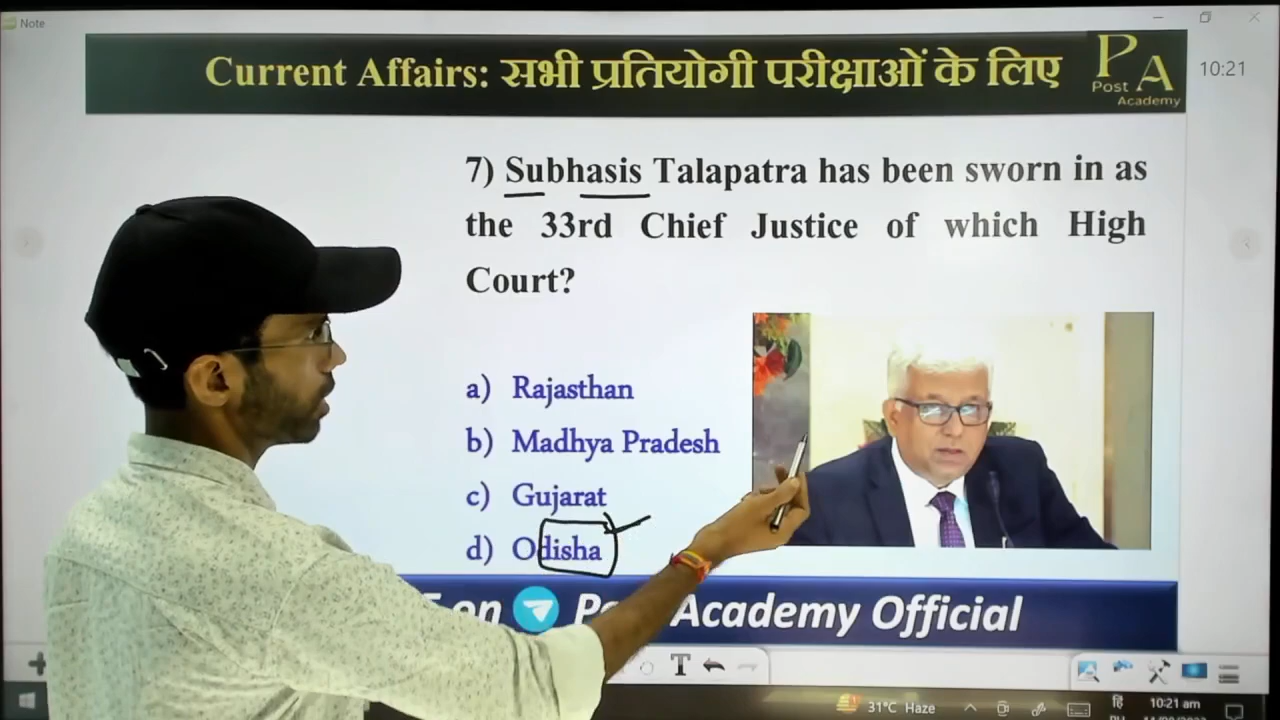 Note
Current Affairs: सभी प्रतियोगी परीक्षाओं के लिए
PA
Post
Academy
10:21
7) Subhasis Talapatra has been sworn in as
the 33rd Chief Justice of which High
Court?
a) Rajasthan
b) Madhya Pradesh
c) Gujarat
d) Odisha
on Academy Official
T
31°C Haze
हि
10:21 am